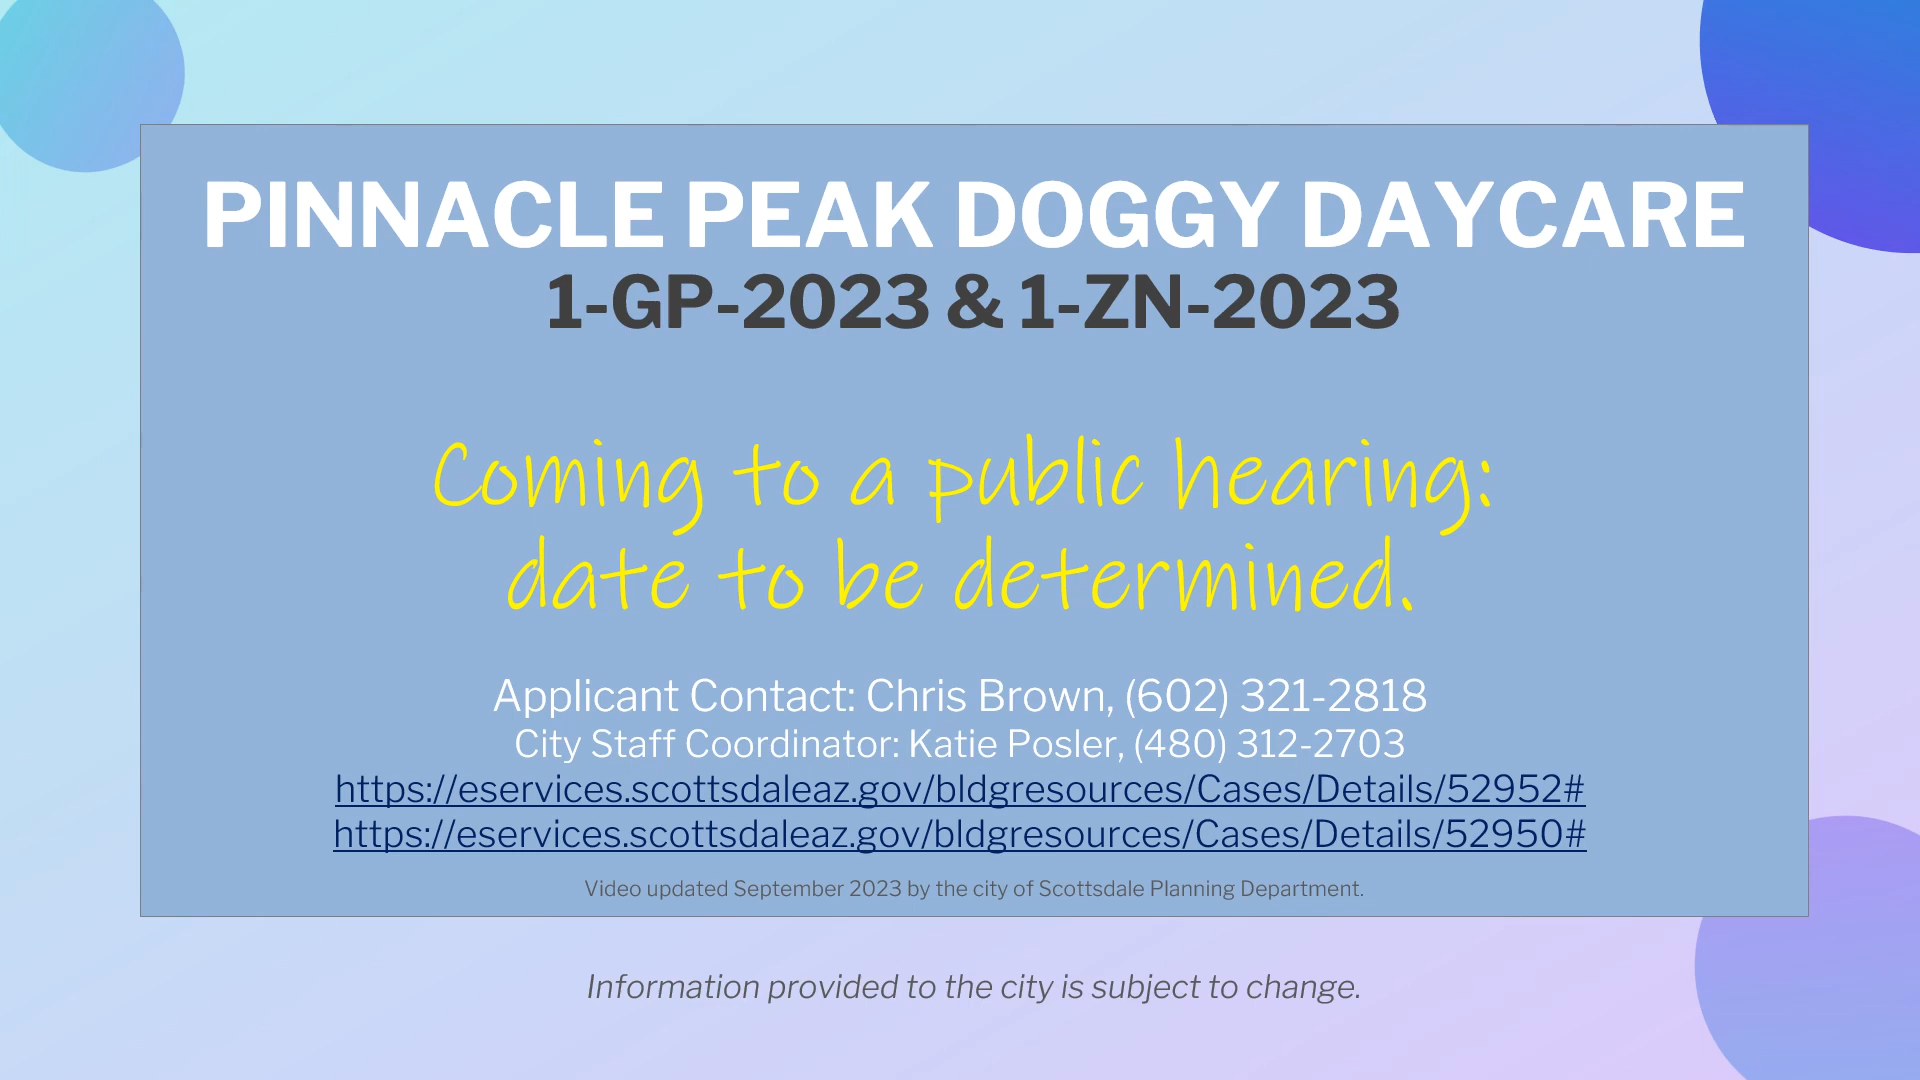 PINNACLE PEAK DOGGY DAYCARE
1-GP-2023 & 1-ZN-2023
Coming to a public hearing:
date to be determined.
Applicant Contact: Chris Brown, (602) 321-2818
City Staff Coordinator: Katie Posler, (480) 312-2703
https://eservices.scottsdaleaz.gov/bldgresources/Cases/Details/52952#
https://eservices.scottsdaleaz.gov/bldgresources/Cases/Details/52950#
Video updated September 2023 by the city of Scottsdale Planning Department.
Information provided to the city is subject to change.